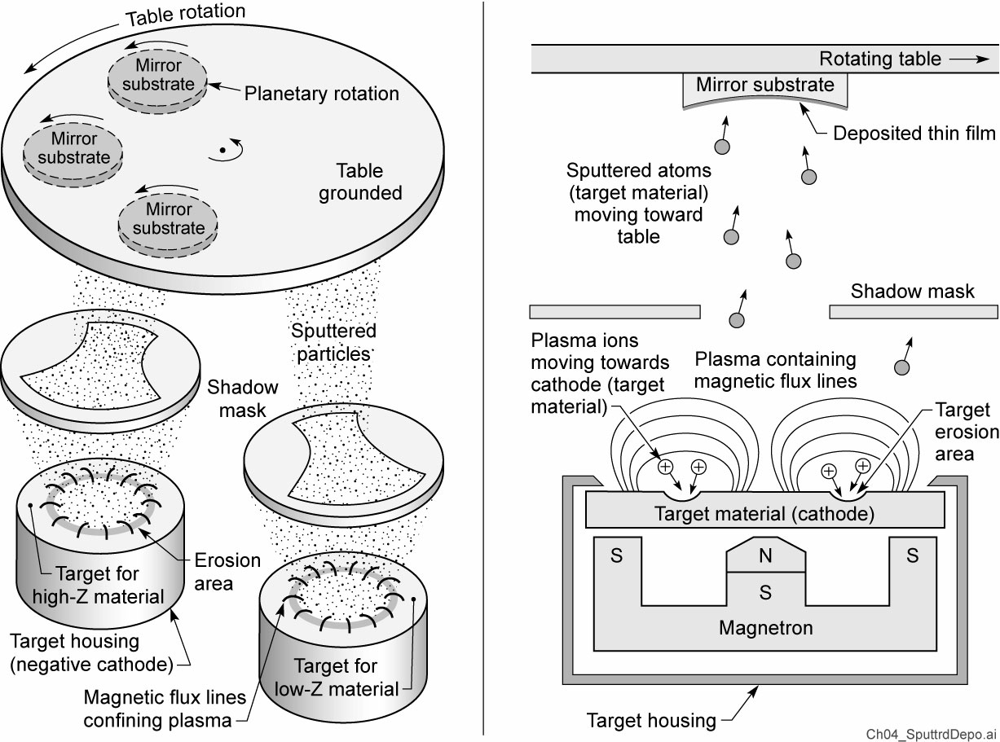 Table rotation
Mirror
substrate
Planetary rotation
Mirror
substrate
Table
grounded
Mirror
substrate
Sputtered
particles
Shadow
mask
Erosion
area
Target for
high-Z material
Target housing
(negative cathode)
Target for
low-Z material
Magnetic flux lines
confining plasma
Rotating table
Mirror substrate
Deposited thin film
Sputtered atoms
(target material)
moving toward
table
Shadow mask
Plasma ions
moving towards
cathode (target
material)
Plasma containing
magnetic flux lines
Target
erosion
area
+
+
+
+
Target material (cathode)
S
N
S
S
Magnetron
Target housing
Ch04_SputtrdDepo.ai